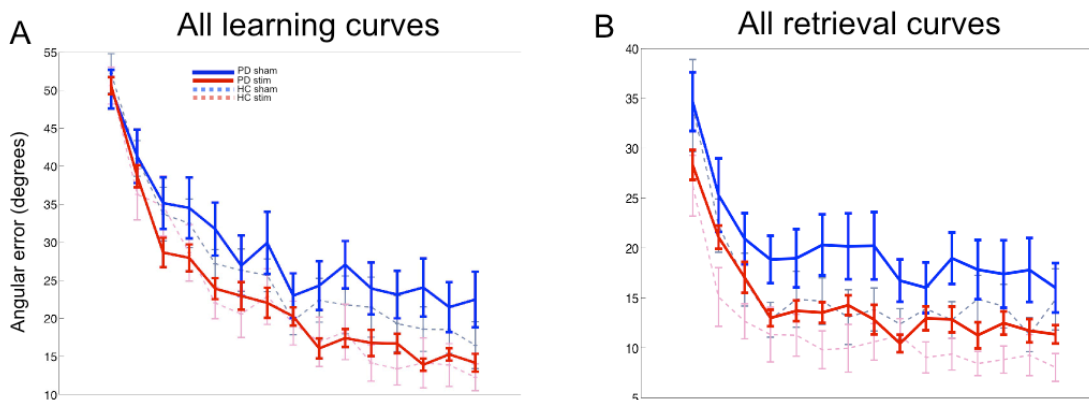 A
All learning curves
B
All retrieval curves
Angular error (degrees)
55
50
45
40
35
30
25
20
15
10
PD sham
PD stim
HC sham
HC stim
40
35
30
25
20
15
10
5